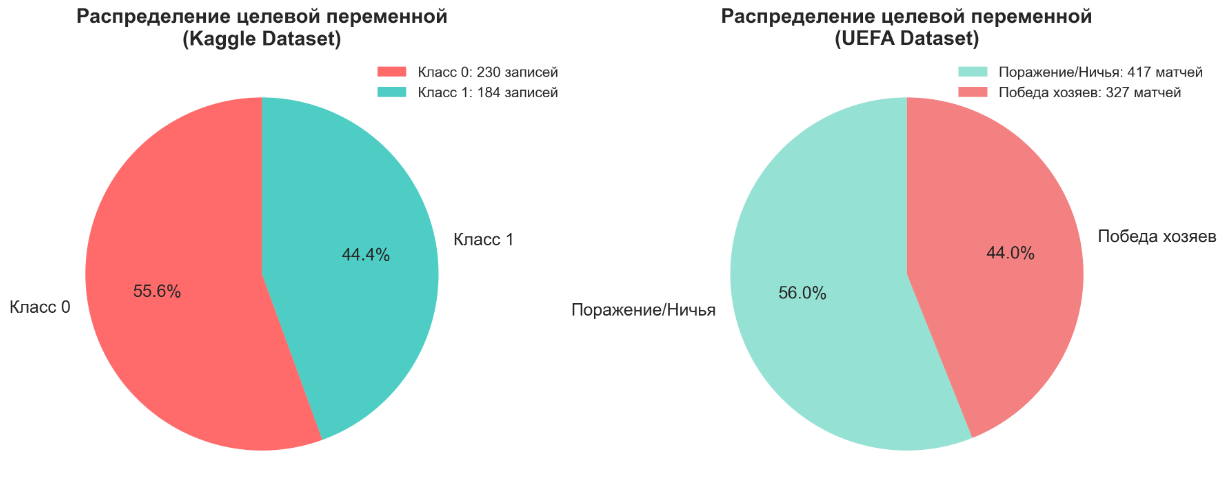 Распределение целевой переменной
(Kaggle Dataset)
Класс 0: 230 записей
Класс 1: 184 записей
Класс 1
44.4%
55.6%
Класс 0
Распределение целевой переменной
(UEFA Dataset)
Поражение/Ничья: 417 матчей
Победа хозяев: 327 матчей
Победа хозяев
44.0%
56.0%
Поражение/Ничья